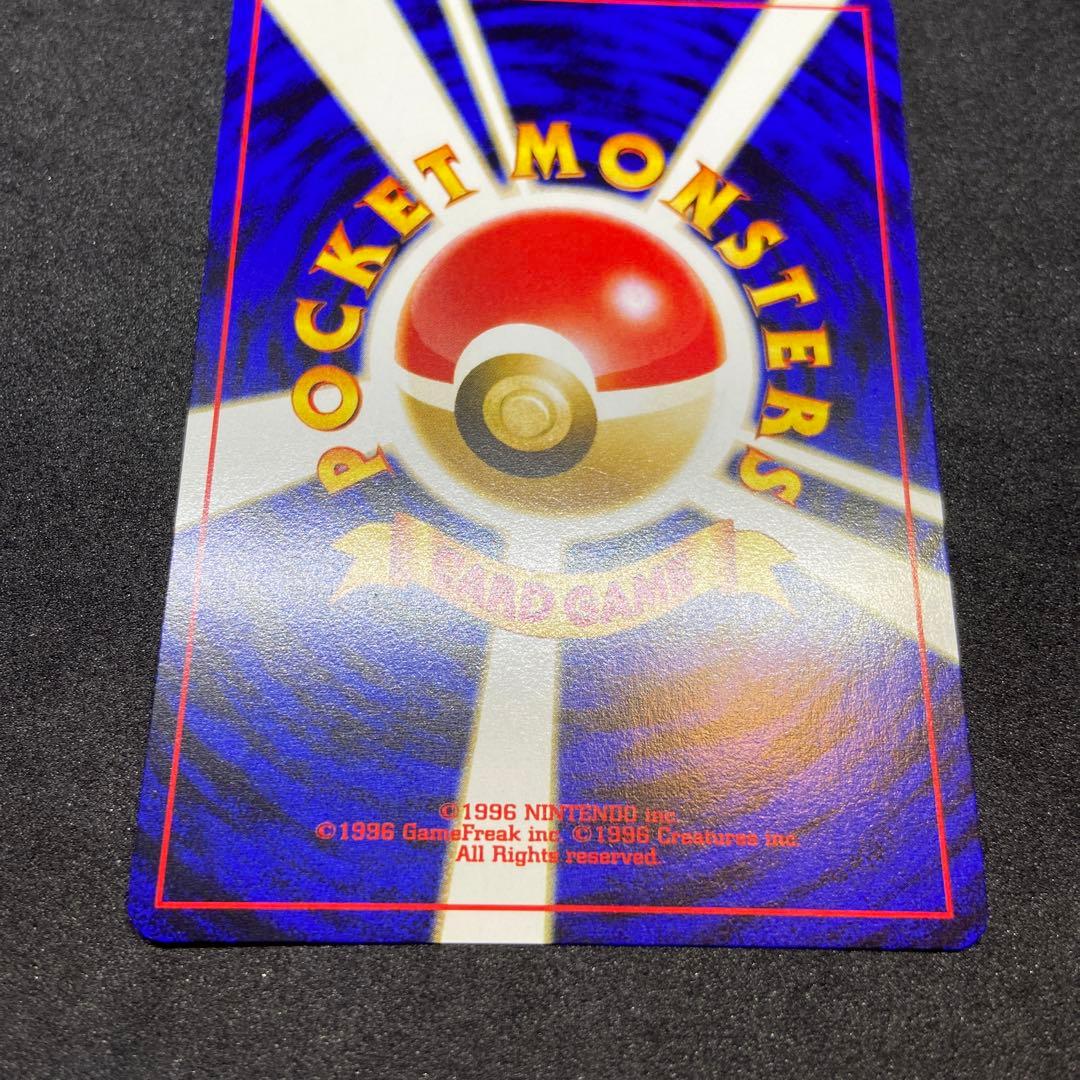 POCKET MONSTERS
CARD GAME
©1996 NINTENDO inc.
©1996 GameFreak inc. ©1996 Creatures inc.
All Rights reserved.